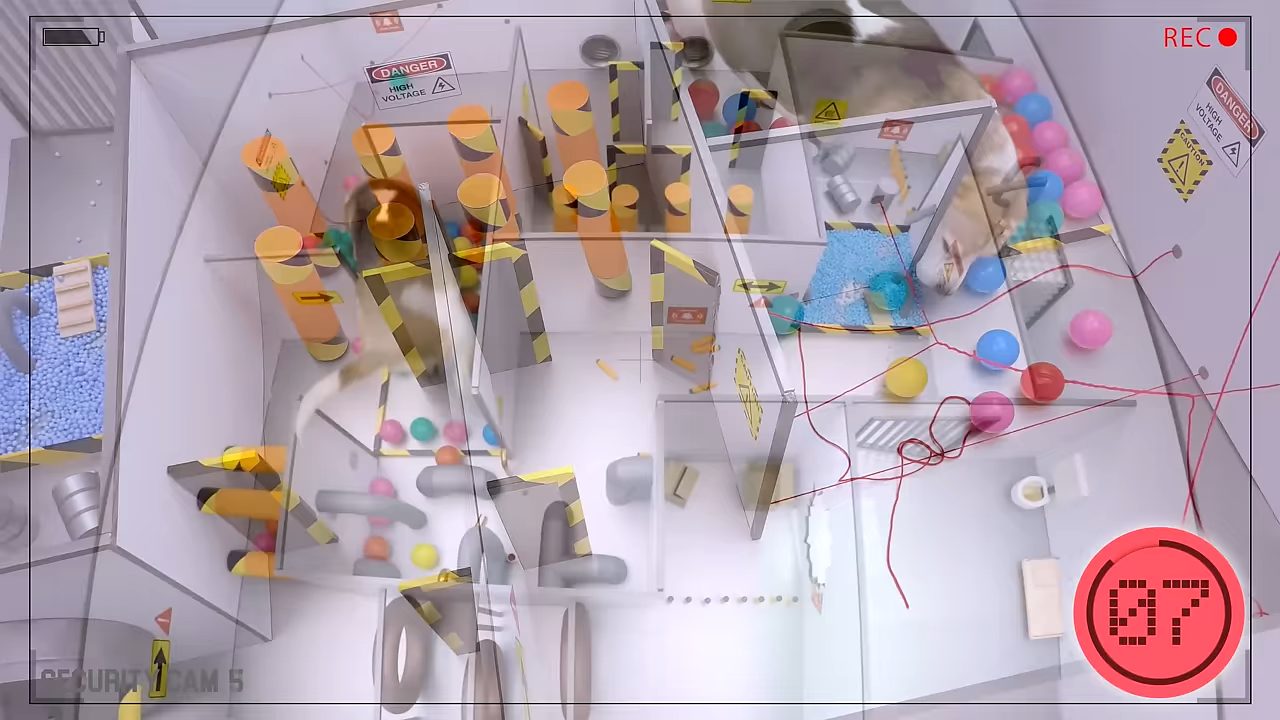 REC
DANGER
HIGH
VOLTAGE
DANGER
HIGH
VOLTAGE
CAUTION
07
SECURITY CAM 5